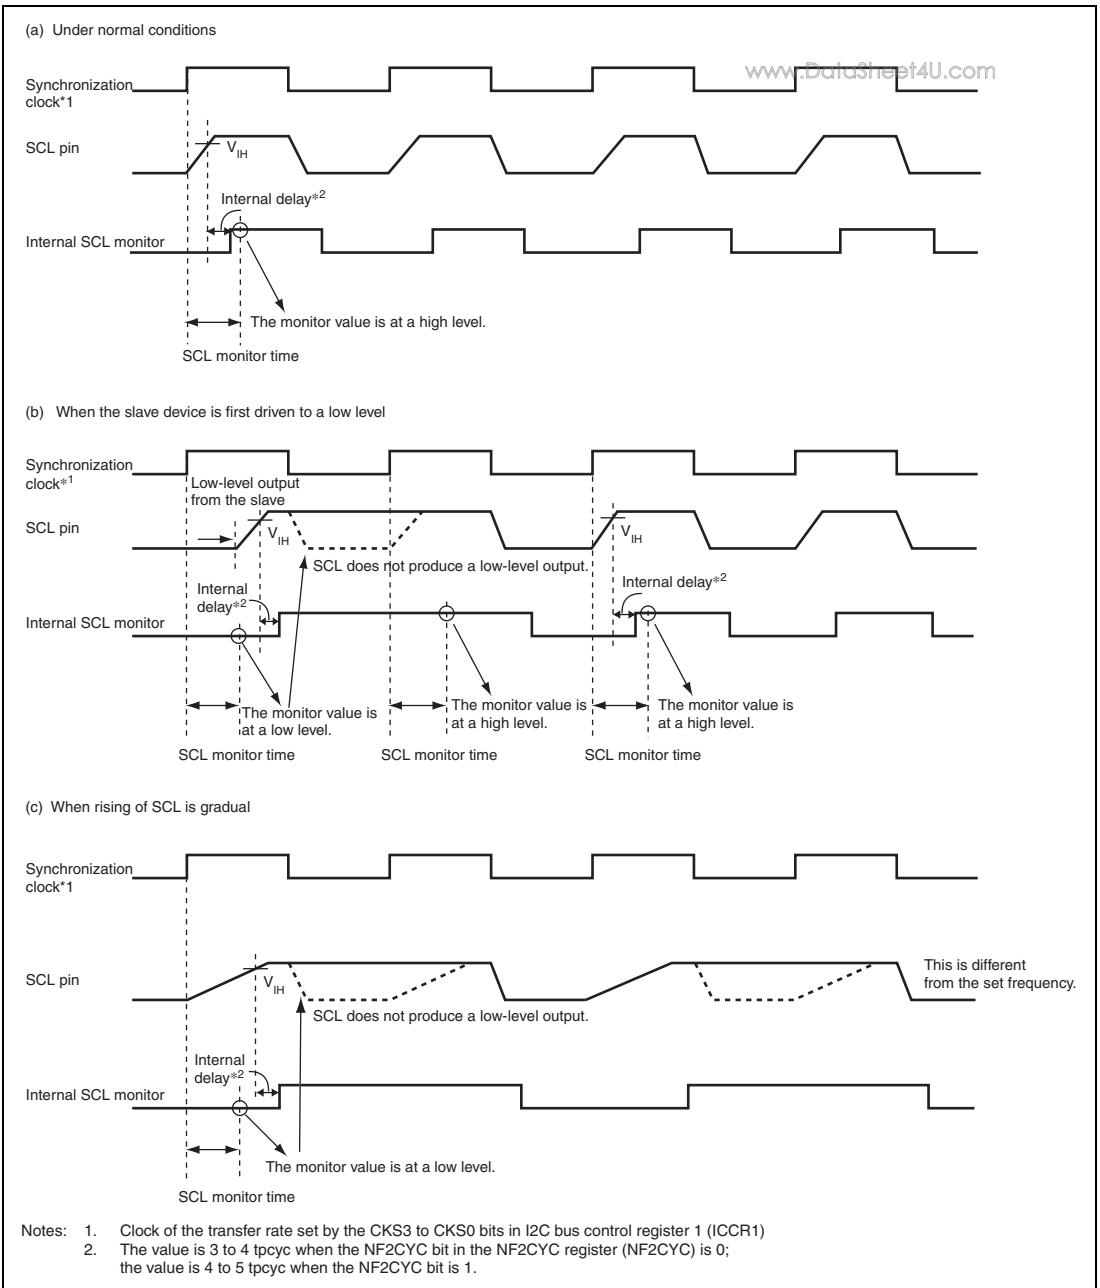 (a) Under normal conditions
www.DataSheet4U.com
Synchronization
clock*1
SCL pin
VIH
Internal delay*2
Internal SCL monitor
The monitor value is at a high level.
SCL monitor time
(b) When the slave device is first driven to a low level
Synchronization
clock*1
Low-level output
from the slave
SCL pin
VIH
VIH
SCL does not produce a low-level output.
Internal
delay*2
Internal delay*2
Internal SCL monitor
The monitor value is
at a low level.
The monitor value is
at a high level.
The monitor value is
at a high level.
SCL monitor time
SCL monitor time
SCL monitor time
(c) When rising of SCL is gradual
Synchronization
clock*1
SCL pin
VIH
This is different
from the set frequency.
SCL does not produce a low-level output.
Internal
delay*2
Internal SCL monitor
The monitor value is at a low level.
SCL monitor time
Notes: 1. Clock of the transfer rate set by the CKS3 to CKS0 bits in I2C bus control register 1 (ICCR1)
2. The value is 3 to 4 tpcyc when the NF2CYC bit in the NF2CYC register (NF2CYC) is 0;
the value is 4 to 5 tpcyc when the NF2CYC bit is 1.